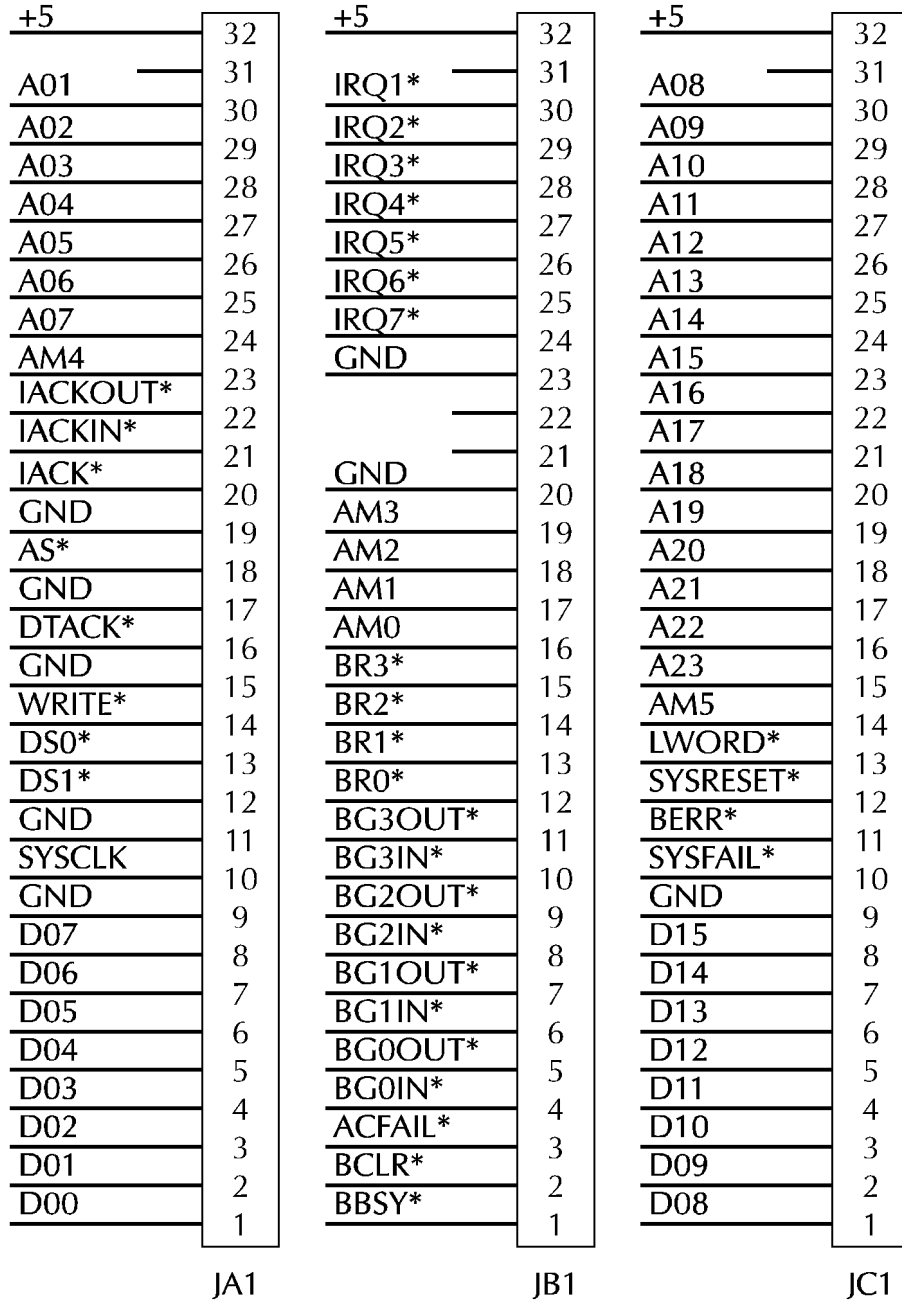 +5 32
31
A01 30
A02 29
A03 28
A04 27
A05 26
A06 25
A07 24
AM4 23
IACKOUT* 22
IACKIN* 21
IACK* 20
GND 19
AS* 18
GND 17
DTACK* 16
GND 15
WRITE* 14
DS0* 13
DS1* 12
GND 11
SYSCLK 10
GND 9
D07 8
D06 7
D05 6
D04 5
D03 4
D02 3
D01 2
D00 1
JA1
+5 32
31
IRQ1* 30
IRQ2* 29
IRQ3* 28
IRQ4* 27
IRQ5* 26
IRQ6* 25
IRQ7* 24
GND 23
22
21
GND 20
AM3 19
AM2 18
AM1 17
AM0 16
BR3* 15
BR2* 14
BR1* 13
BR0* 12
BG3OUT* 11
BG3IN* 10
BG2OUT* 9
BG2IN* 8
BG1OUT* 7
BG1IN* 6
BG0OUT* 5
BG0IN* 4
ACFAIL* 3
BCLR* 2
BBSY* 1
JB1
+5 32
31
A08 30
A09 29
A10 28
A11 27
A12 26
A13 25
A14 24
A15 23
A16 22
A17 21
A18 20
A19 19
A20 18
A21 17
A22 16
A23 15
AM5 14
LWORD* 13
SYSRESET* 12
BERR* 11
SYSFAIL* 10
GND 9
D15 8
D14 7
D13 6
D12 5
D11 4
D10 3
D09 2
D08 1
JC1